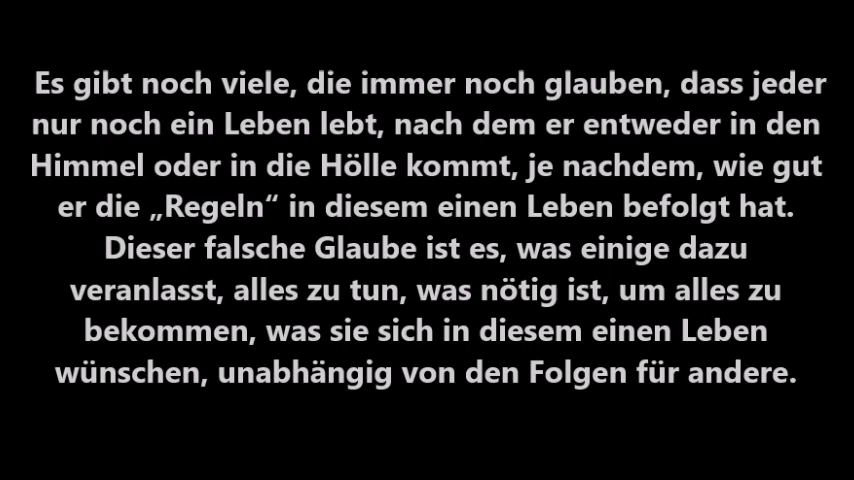 Es gibt noch viele, die immer noch glauben, dass jeder
nur noch ein Leben lebt, nach dem er entweder in den
Himmel oder in die Hölle kommt, je nachdem, wie gut
er die „Regeln“ in diesem einen Leben befolgt hat.
Dieser falsche Glaube ist es, was einige dazu
veranlasst, alles zu tun, was nötig ist, um alles zu
bekommen, was sie sich in diesem einen Leben
wünschen, unabhängig von den Folgen für andere.